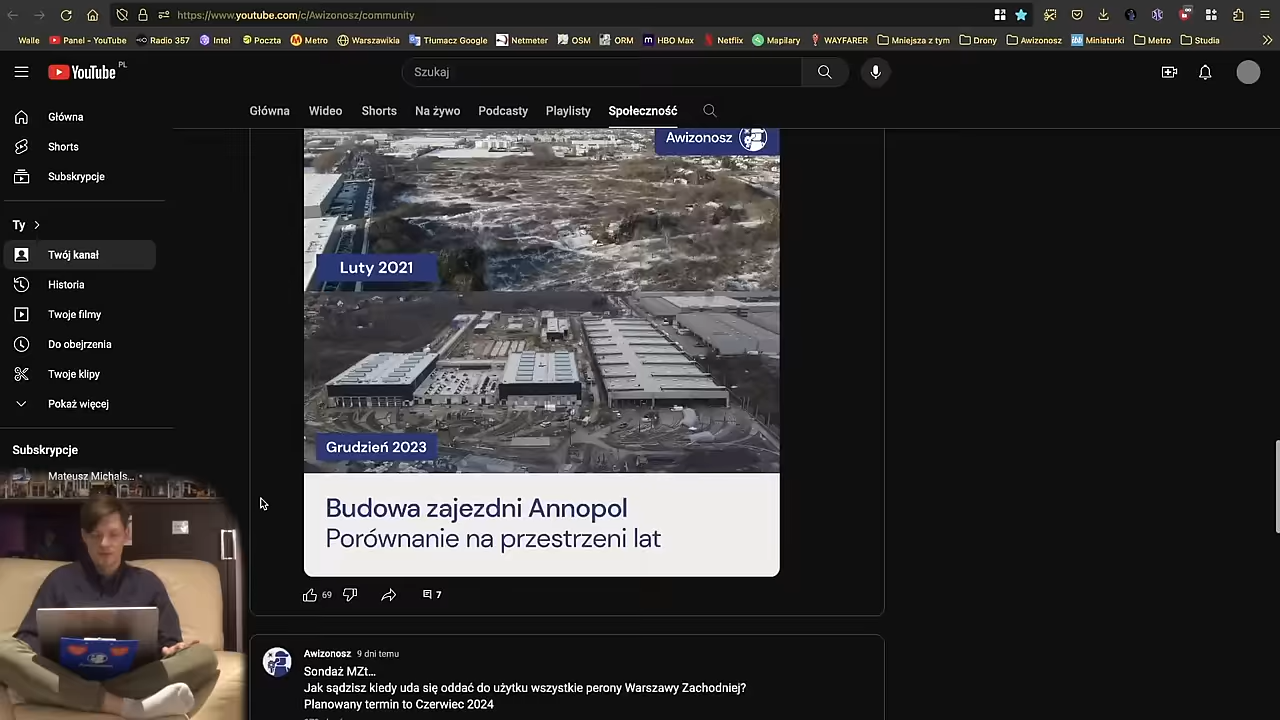 https://www.youtube.com/c/Awizonosz/community
Walle
Panel - YouTube
Radio 357
Intel
Poczta
Metro
Warszawikia
Tłumacz Google
Netmeter
OSM
ORM
HBO Max
Netflix
Mapilary
WAYFARER
Mniejsza z tym
Drony
Awizonosz
Miniaturki
Metro
Studia
YouTube PL
Szukaj
Główna
Wideo
Shorts
Na żywo
Podcasty
Playlisty
Społeczność
Główna
Shorts
Subskrypcje
Ty
Twój kanał
Historia
Twoje filmy
Do obejrzenia
Twoje klipy
Pokaż więcej
Subskrypcje
Mateusz Michals...
Awizonosz
Luty 2021
Grudzień 2023
Budowa zajezdni Annopol
Porównanie na przestrzeni lat
69
7
Awizonosz 9 dni temu
Sondaż MZt...
Jak sądzisz kiedy uda się oddać do użytku wszystkie perony Warszawy Zachodniej?
Planowany termin to Czerwiec 2024